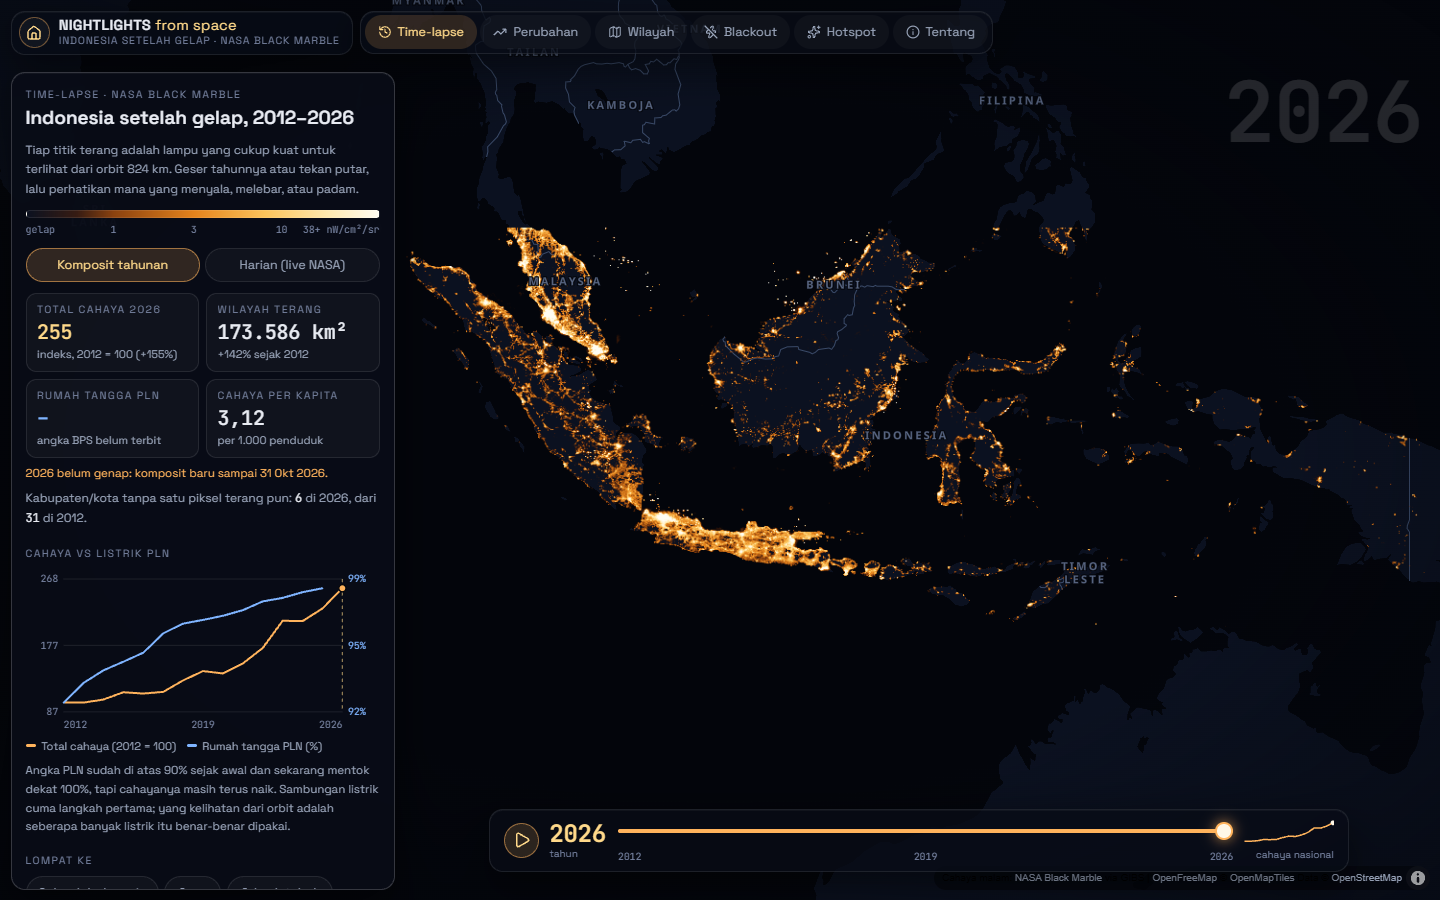 NIGHTLIGHTS from space
INDONESIA SETELAH GELAP · NASA BLACK MARBLE
Time-lapse
Perubahan
Wilayah
Blackout
Hotspot
Tentang
MYANMAR
VIETNAM
TAILAN
KAMBOJA
FILIPINA
2026
TIME-LAPSE · NASA BLACK MARBLE
Indonesia setelah gelap, 2012–2026
Tiap titik terang adalah lampu yang cukup kuat untuk
terlihat dari orbit 824 km. Geser tahunnya atau tekan putar,
lalu perhatikan mana yang menyala, melebar, atau padam.
gelap 1 3 10 38+ nW/cm²/sr
Komposit tahunan
Harian (live NASA)
TOTAL CAHAYA 2026
255
indeks, 2012 = 100 (+155%)
WILAYAH TERANG
173.586 km²
+142% sejak 2012
RUMAH TANGGA PLN
–
angka BPS belum terbit
CAHAYA PER KAPITA
3,12
per 1.000 penduduk
2026 belum genap: komposit baru sampai 31 Okt 2026.
Kabupaten/kota tanpa satu piksel terang pun: 6 di 2026, dari
31 di 2012.
CAHAYA VS LISTRIK PLN
268 99%
177 95%
87 92%
2012 2019 2026
Total cahaya (2012 = 100) Rumah tangga PLN (%)
Angka PLN sudah di atas 90% sejak awal dan sekarang mentok
dekat 100%, tapi cahayanya masih terus naik. Sambungan listrik
cuma langkah pertama; yang kelihatan dari orbit adalah
seberapa banyak listrik itu benar-benar dipakai.
LOMPAT KE
MALAYSIA
BRUNEI
INDONESIA
TIMOR
LESTE
2026
tahun
2012 2019 2026
cahaya nasional
NASA Black Marble OpenFreeMap OpenMapTiles OpenStreetMap